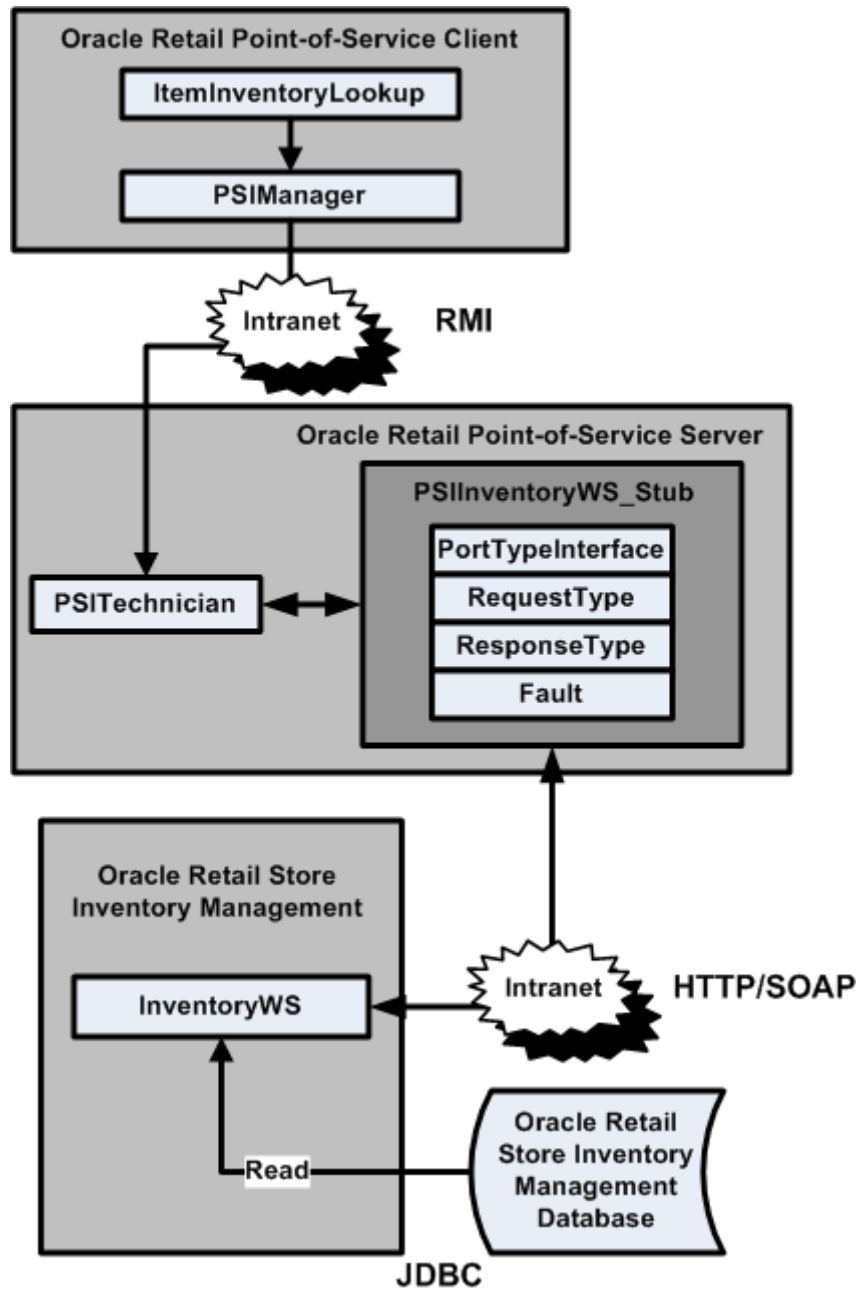 Oracle Retail Point-of-Service Client
ItemInventoryLookup
PSIManager
Intranet
RMI
Oracle Retail Point-of-Service Server
PSIInventoryWS_Stub
PortTypeInterface
RequestType
ResponseType
Fault
PSITechnician
Oracle Retail Store
Inventory Management
InventoryWS
Intranet
HTTP/SOAP
Read
Oracle Retail
Store Inventory
Management
Database
JDBC